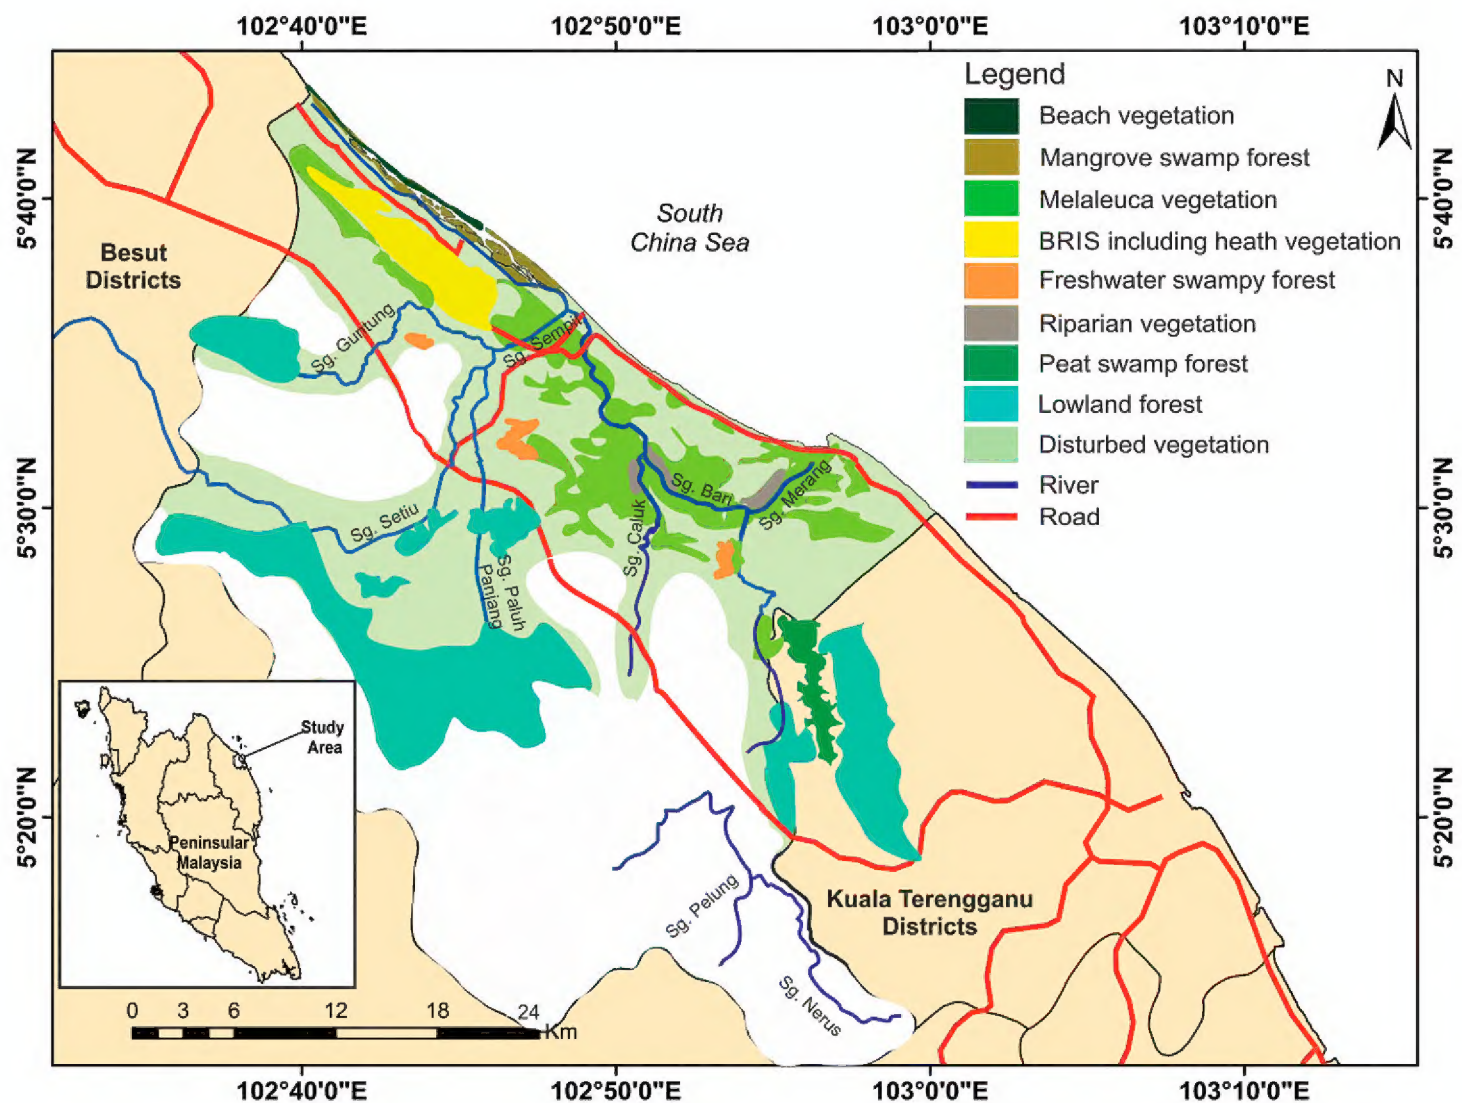 102°40'0"E 102°50'0"E 103°0'0"E 103°10'0"E
Legend
N
Beach vegetation
Mangrove swamp forest
Melaleuca vegetation
BRIS including heath vegetation
Freshwater swampy forest
Riparian vegetation
Peat swamp forest
Lowland forest
Disturbed vegetation
River
Road
5°40'0"N
5°40'0"N
South
China Sea
Besut
Districts
Sg. Guntung
Sg. Sempit
5°30'0"N
5°30'0"N
Sg. Bari
Sg. Merang
Sg. Setiu
Sg. Caluk
Sg. Paluh
Panjang
Study
Area
Peninsular
Malaysia
5°20'0"N
5°20'0"N
Sg. Pelung
Kuala Terengganu
Districts
Sg. Nerus
0 3 6 12 18 24
Km
102°40'0"E 102°50'0"E 103°0'0"E 103°10'0"E